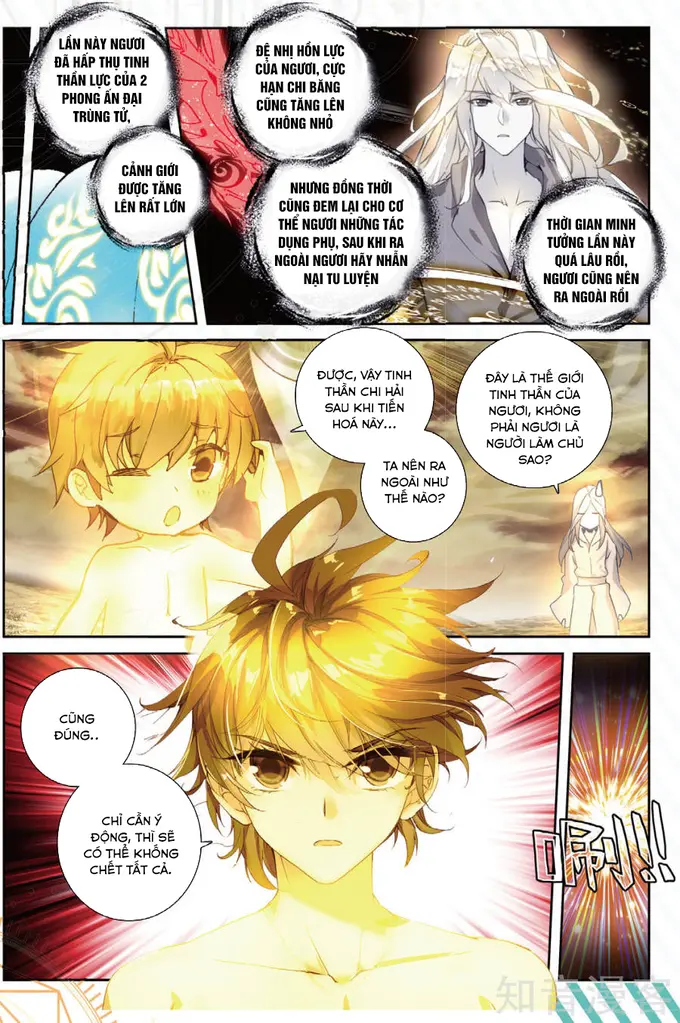 LẦN NÀY NGƯƠI
ĐÃ HẤP THỤ TINH
THẦN LỰC CỦA 2
PHONG ẤN ĐẠI
TRÙNG TỬ,
CẢNH GIỚI
ĐƯỢC TĂNG
LÊN RẤT LỚN
ĐỆ NHỊ HỒN LỰC
CỦA NGƯƠI, CỰC
HẠN CHI BĂNG
CŨNG TĂNG LÊN
KHÔNG NHỎ
NHƯNG ĐỒNG THỜI
CŨNG ĐEM LẠI CHO CƠ
THỂ NGƯƠI NHỮNG TÁC
DỤNG PHỤ, SAU KHI RA
NGOÀI NGƯƠI HÃY NHẪN
NẠI TU LUYỆN
THỜI GIAN MINH
TƯỞNG LẦN NÀY
QUÁ LÂU RỒI,
NGƯƠI CŨNG NÊN
RA NGOÀI RỒI
ĐƯỢC, VẬY TINH
THẦN CHI HẢI
SAU KHI TIẾN
HOÁ NÀY...
TA NÊN RA
NGOÀI NHƯ
THẾ NÀO?
ĐÂY LÀ THẾ GIỚI
TINH THẦN CỦA
NGƯƠI, KHÔNG
PHẢI NGƯƠI LÀ
NGƯỜI LÀM CHỦ
SAO?
CŨNG
ĐÚNG..
CHỈ CẦN Ý
ĐỘNG, THÌ SẼ
CÓ THỂ KHỐNG
CHẾT TẤT CẢ.
唰!!
知音漫客